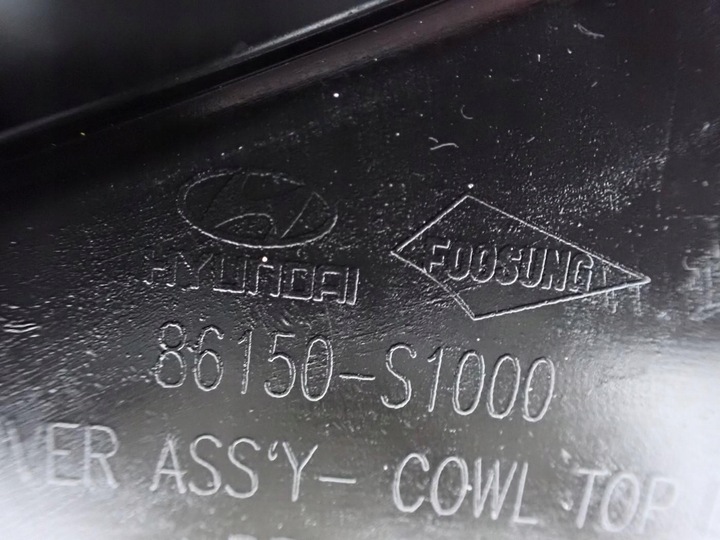 HYUNDAI FOOSUNG
86150-S1000
ASS'Y- COWL TOP